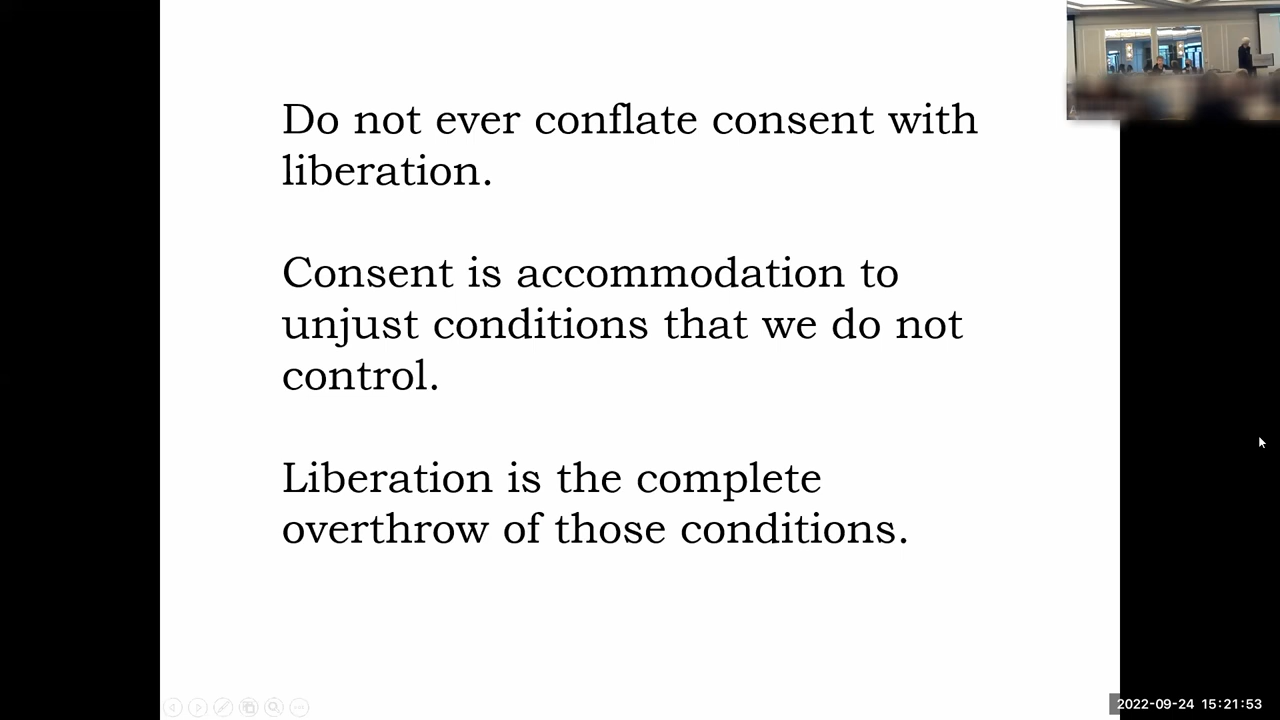 Do not ever conflate consent with
liberation.
Consent is accommodation to
unjust conditions that we do not
control.
Liberation is the complete
overthrow of those conditions.
2022-09-24 15:21:53